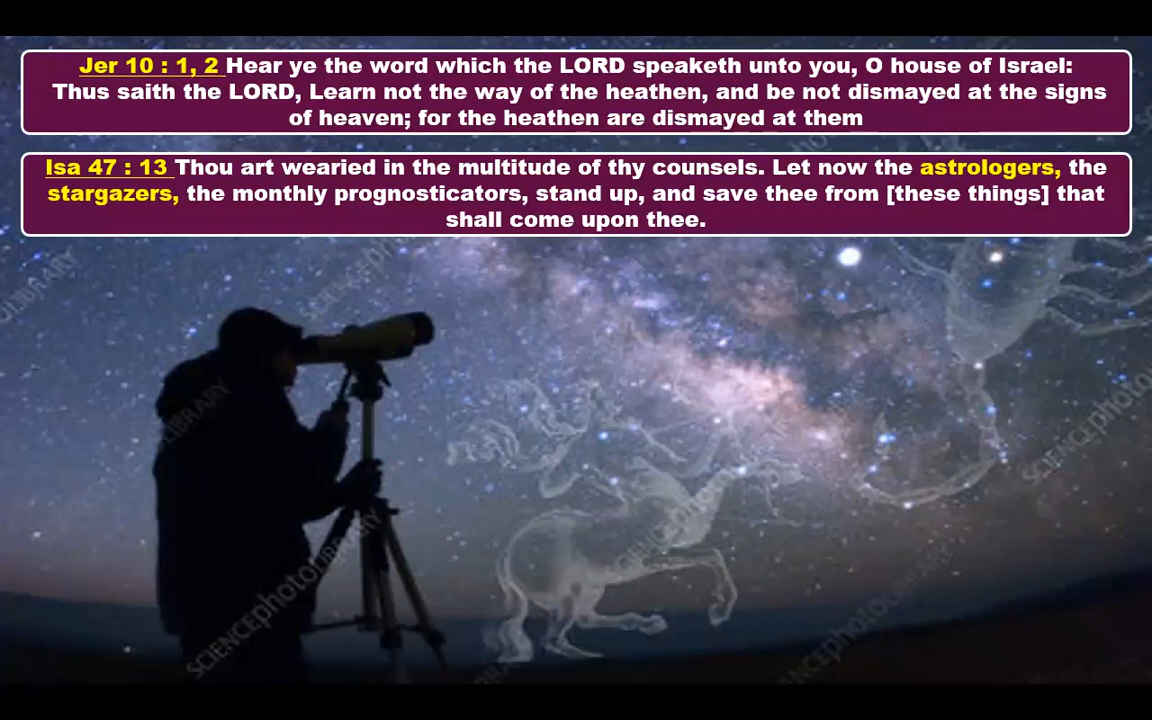 Jer 10 : 1, 2 Hear ye the word which the LORD speaketh unto you, O house of Israel:
Thus saith the LORD, Learn not the way of the heathen, and be not dismayed at the signs
of heaven; for the heathen are dismayed at them
Isa 47 : 13 Thou art wearied in the multitude of thy counsels. Let now the astrologers, the
stargazers, the monthly prognosticators, stand up, and save thee from [these things] that
shall come upon thee.
SCIENCEphotoLIBRARY